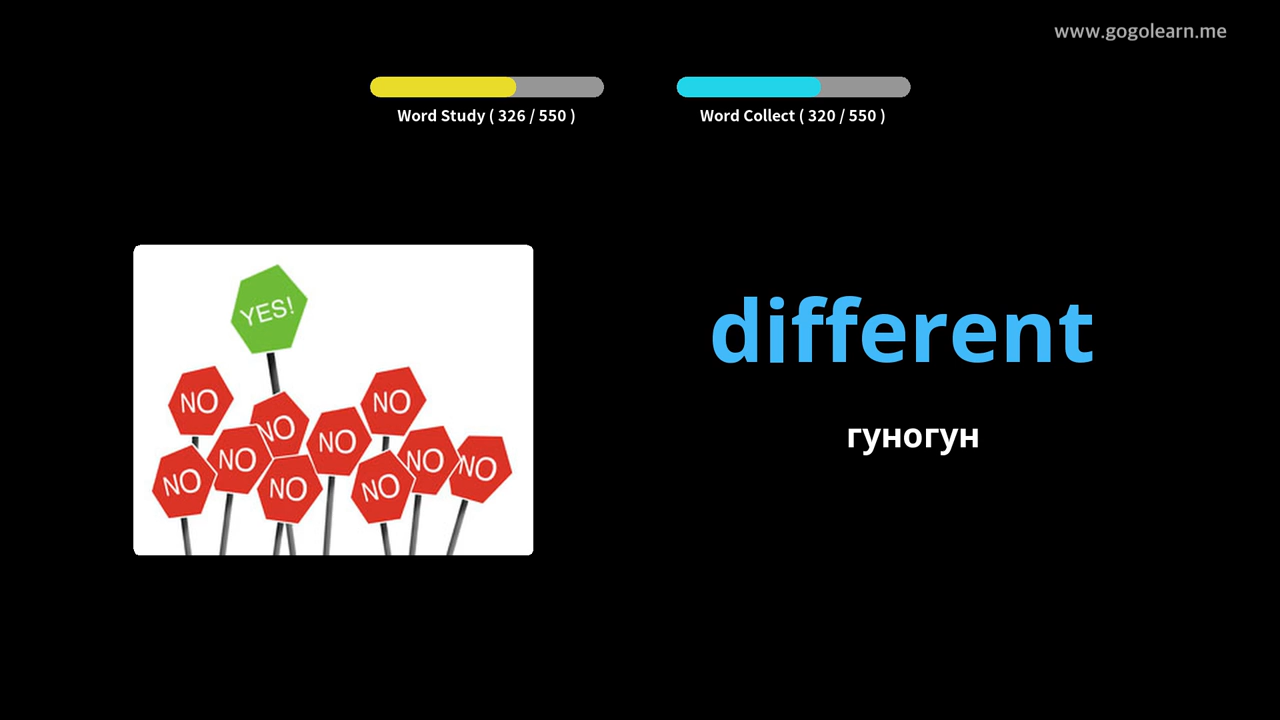 www.gogolearn.me
Word Study ( 326 / 550 )
Word Collect ( 320 / 550 )
YES!
NO
NO
NO
NO
NO
NO
NO
NO
NO
NO
different
гуногун